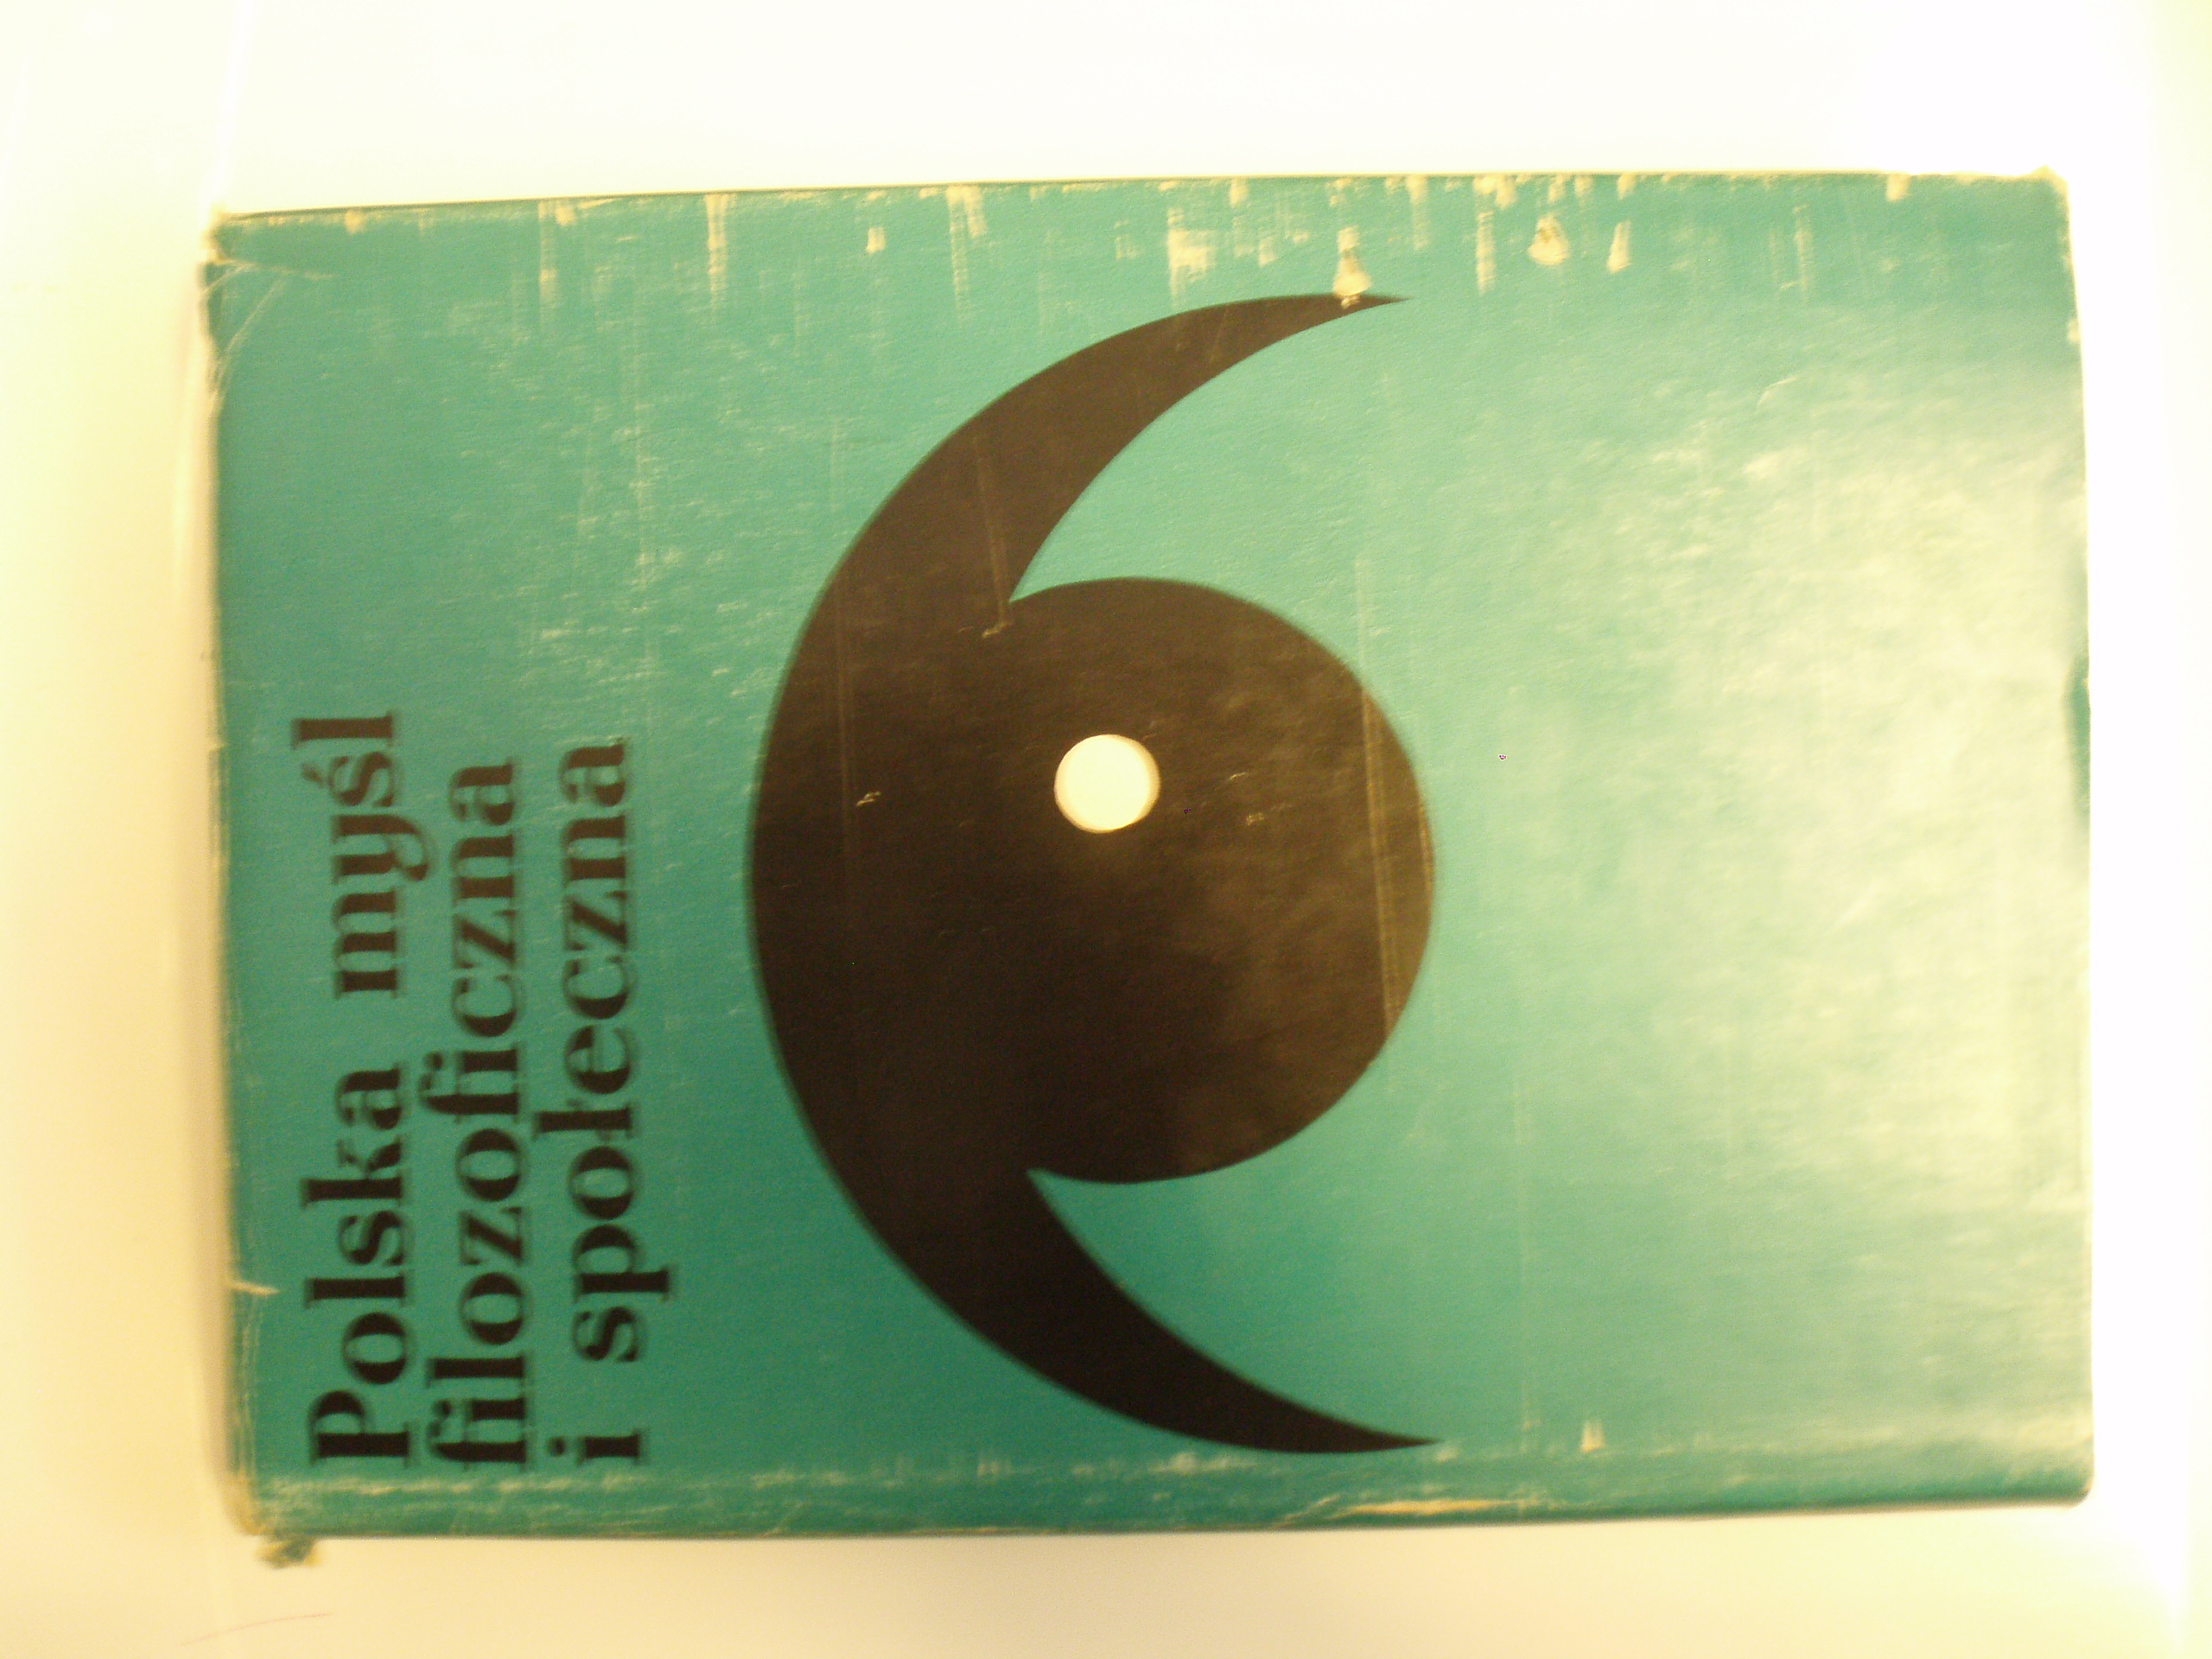 Polska myśl
filozoficzna
i społeczna